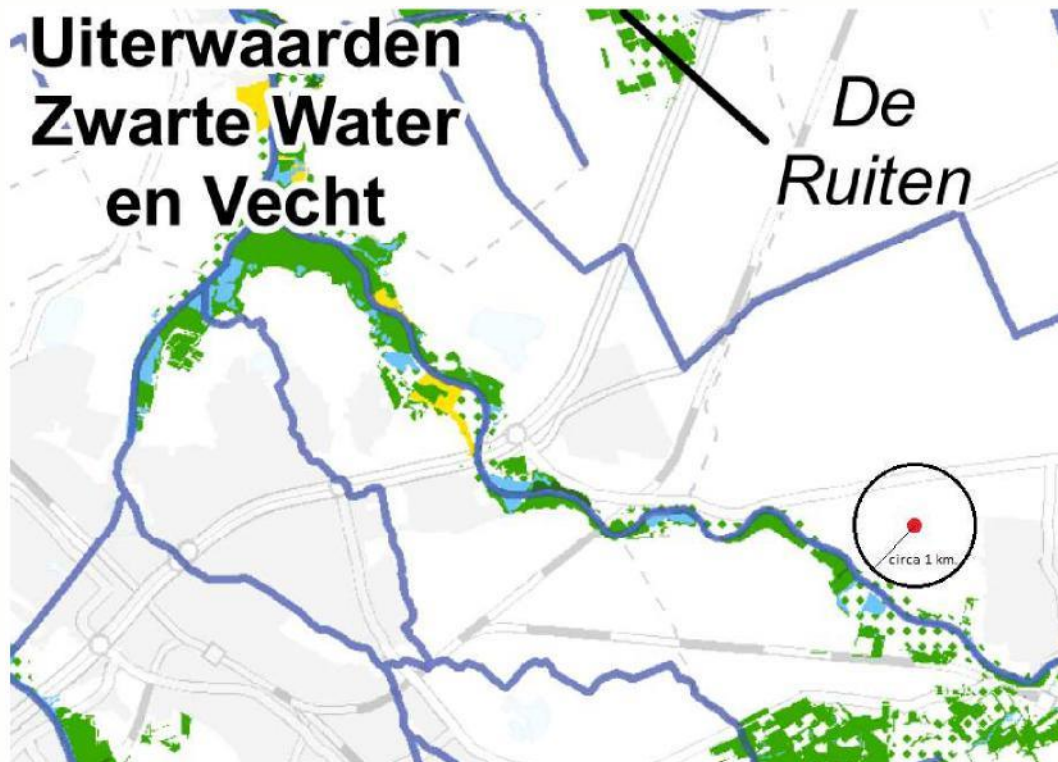 Uiterwaarden
Zwarte Water
en Vecht
De
Ruiten
circa 1 km.